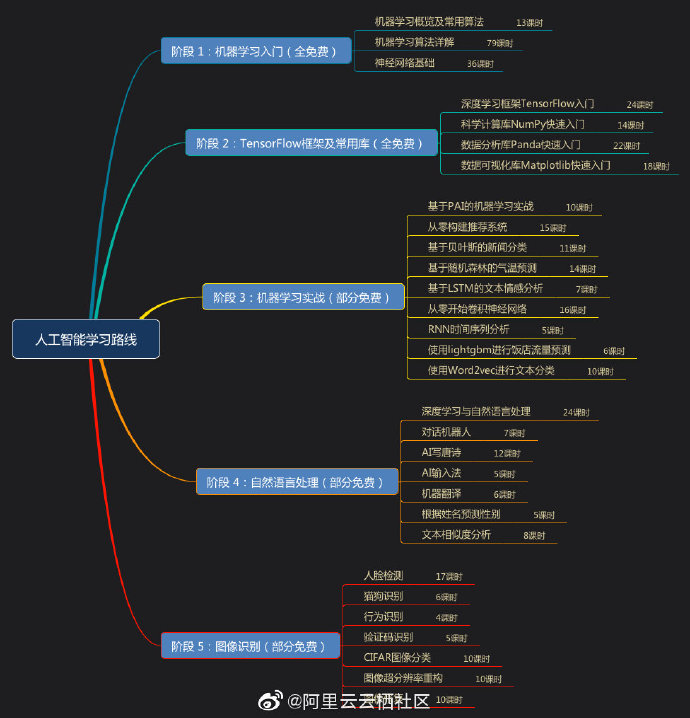 人工智能学习路线
阶段 1：机器学习入门（全免费）
机器学习概览及常用算法 13课时
机器学习算法详解 79课时
神经网络基础 36课时
阶段 2：TensorFlow框架及常用库（全免费）
深度学习框架TensorFlow入门 24课时
科学计算库NumPy快速入门 14课时
数据分析库Panda快速入门 22课时
数据可视化库Matplotlib快速入门 18课时
阶段 3：机器学习实战（部分免费）
基于PAI的机器学习实战 10课时
从零构建推荐系统 15课时
基于贝叶斯的新闻分类 11课时
基于随机森林的气温预测 14课时
基于LSTM的文本情感分析 7课时
从零开始卷积神经网络 16课时
RNN时间序列分析 5课时
使用lightgbm进行饭店流量预测 6课时
使用Word2vec进行文本分类 10课时
阶段 4：自然语言处理（部分免费）
深度学习与自然语言处理 24课时
对话机器人 7课时
AI写唐诗 12课时
AI输入法 5课时
机器翻译 6课时
根据姓名预测性别 5课时
文本相似度分析 8课时
阶段 5：图像识别（部分免费）
人脸检测 17课时
猫狗识别 6课时
行为识别 4课时
验证码识别 5课时
CIFAR图像分类 10课时
图像超分辨率重构 10课时
10课时
@阿里云云栖社区